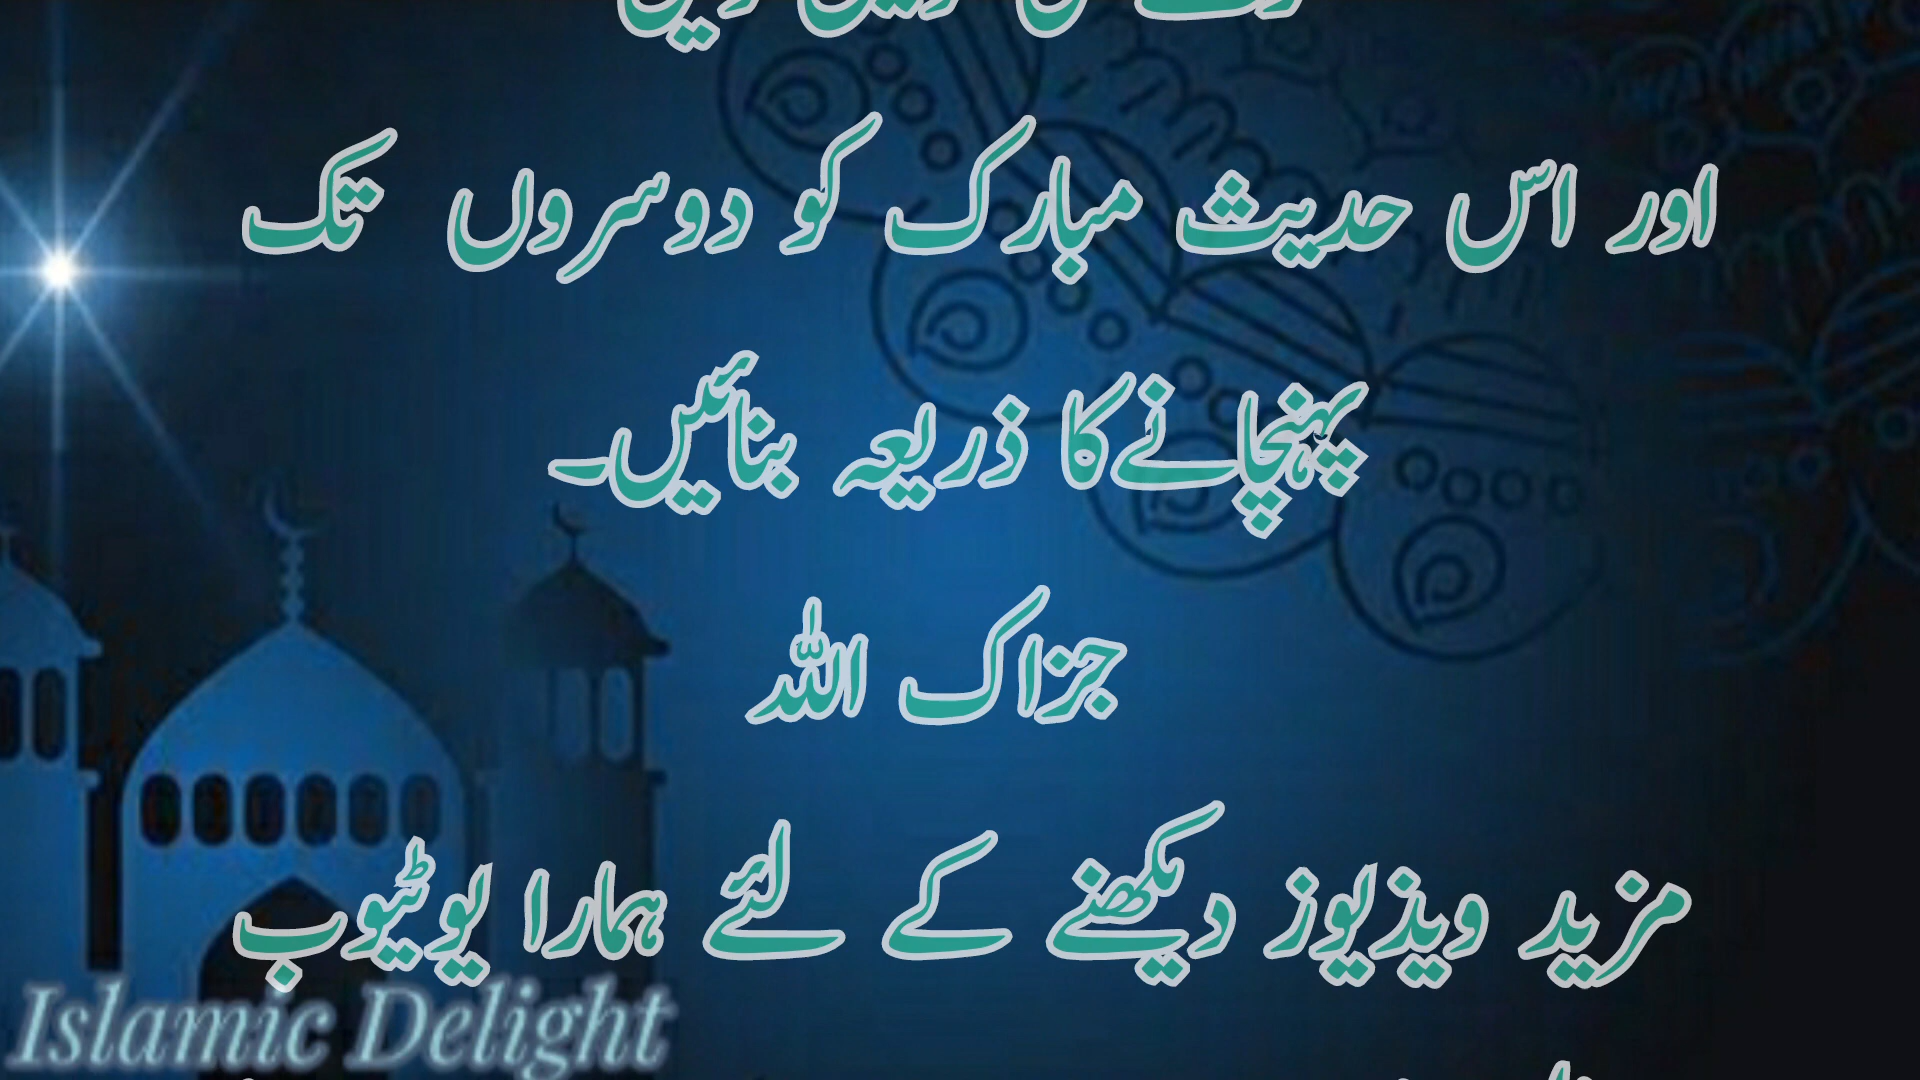 اور اس حدیث مبارک کو دوسروں تک
پہنچانے کا ذریعہ بنائیں۔
جزاک اللہ
مزید ویڈیوز دیکھنے کے لئے ہمارا یوٹیوب
Islamic Delight